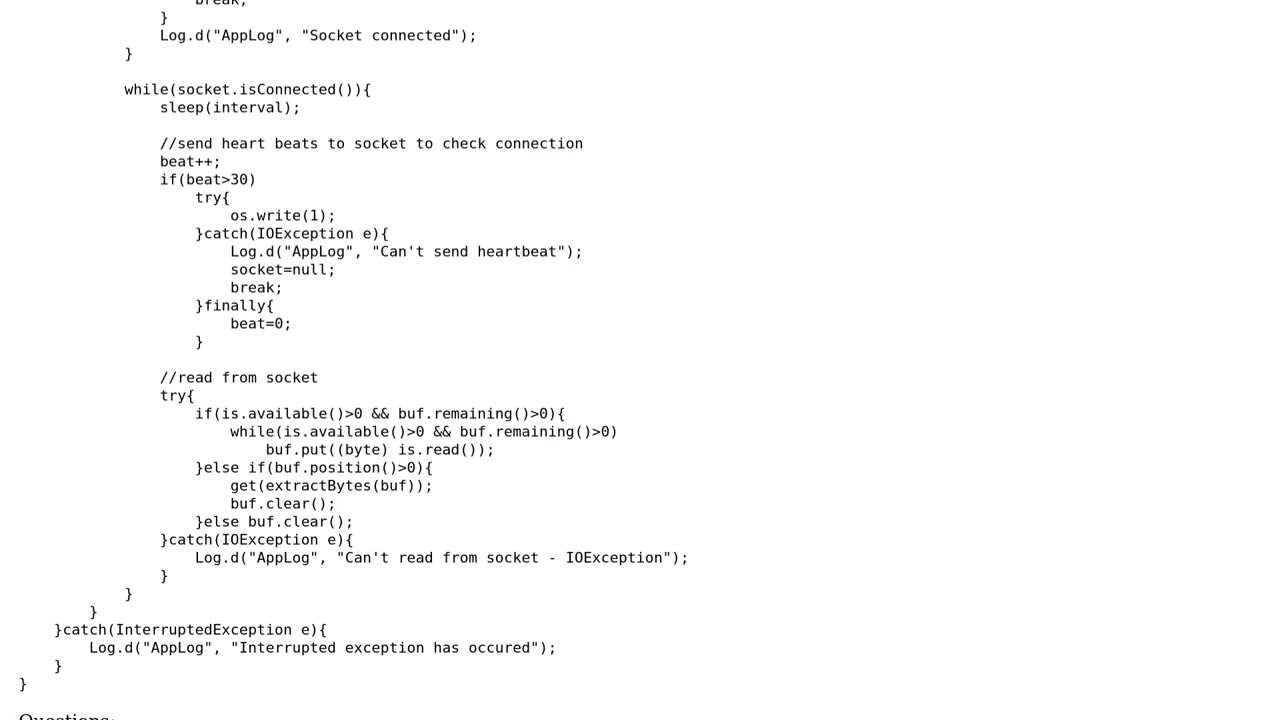 break;
}
Log.d("AppLog", "Socket connected");
}
while(socket.isConnected()){
sleep(interval);
//send heart beats to socket to check connection
beat++;
if(beat>30)
try{
os.write(1);
}catch(IOException e){
Log.d("AppLog", "Can't send heartbeat");
socket=null;
break;
}finally{
beat=0;
}
//read from socket
try{
if(is.available()>0 && buf.remaining()>0){
while(is.available()>0 && buf.remaining()>0)
buf.put((byte) is.read());
}else if(buf.position()>0){
get(extractBytes(buf));
buf.clear();
}else buf.clear();
}catch(IOException e){
Log.d("AppLog", "Can't read from socket - IOException");
}
}
}
}catch(InterruptedException e){
Log.d("AppLog", "Interrupted exception has occured");
}
}
Questions: